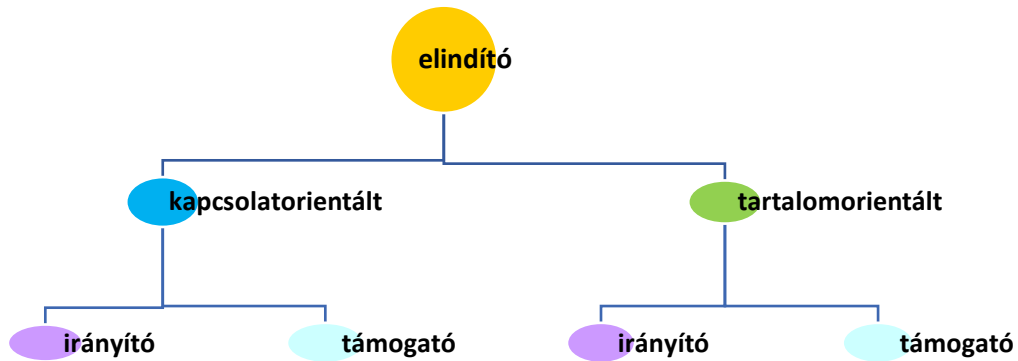 elindító
kapcsolatorientált
tartalomorientált
irányító
támogató
irányító
támogató